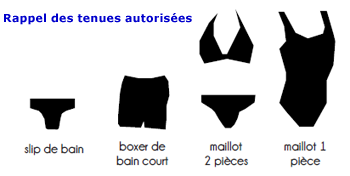 Rappel des tenues autorisées
slip de bain
boxer de
bain court
maillot
2 pièces
maillot 1
pièce